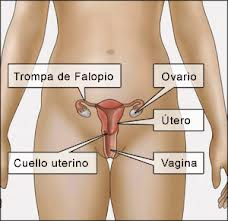 Trompa de Falopio
Ovario
Útero
Cuello uterino
Vagina